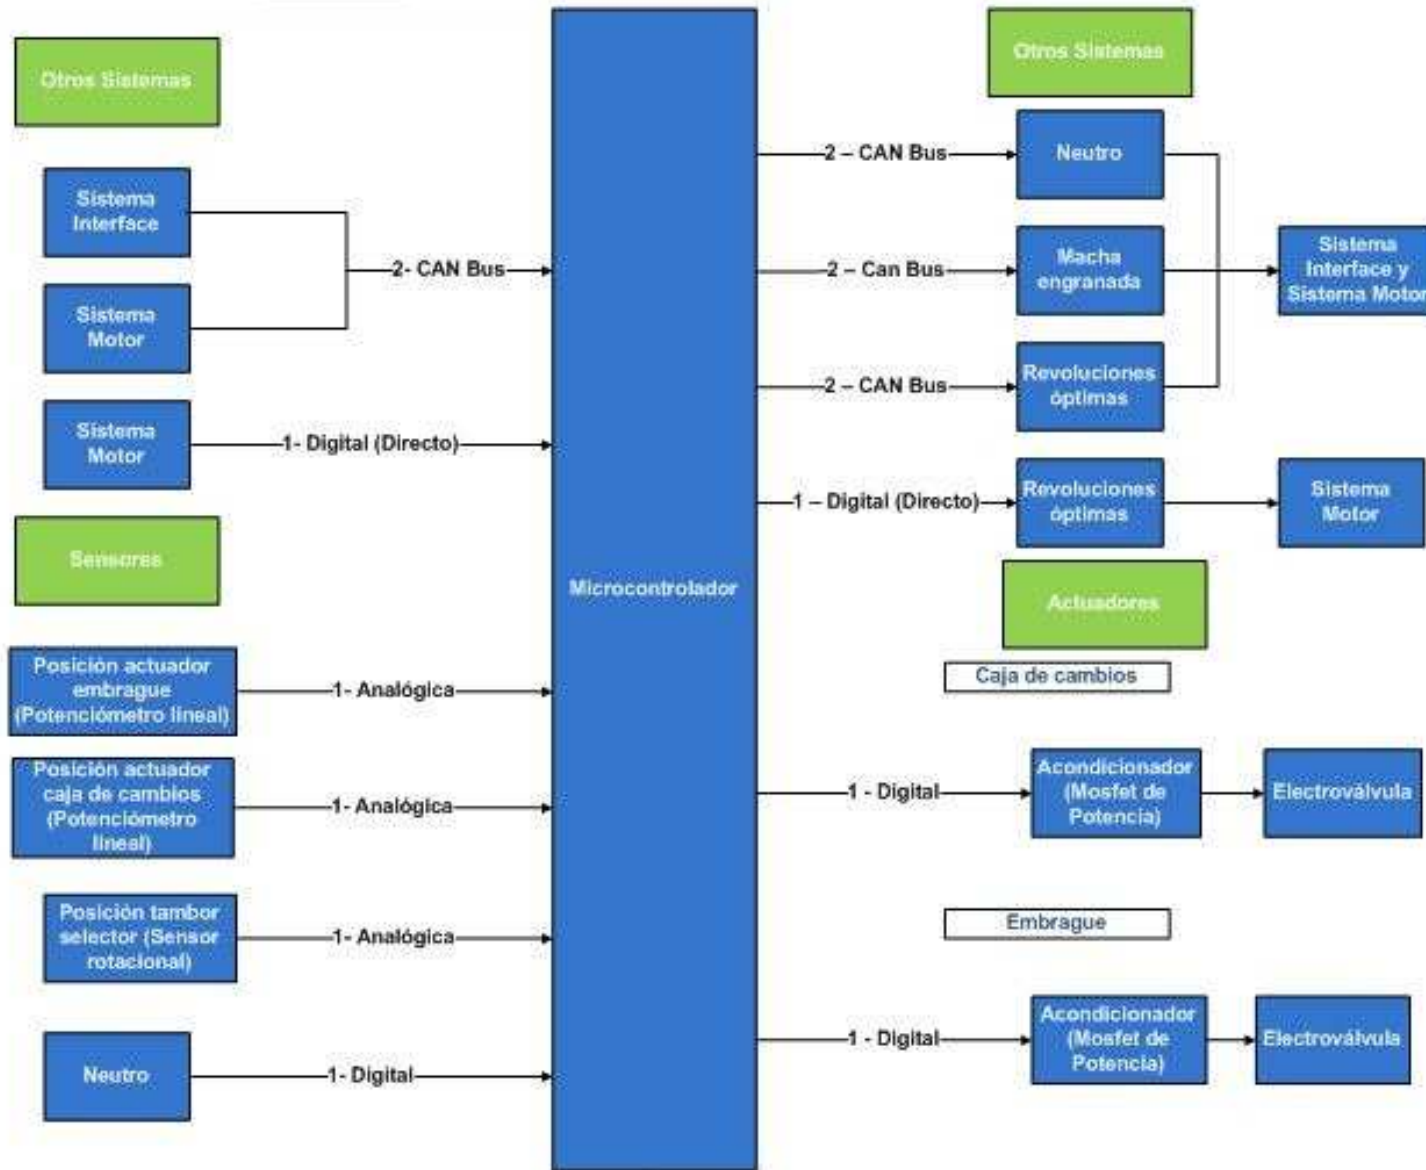 Otros Sistemas
Sistema
Interface
Sistema
Motor
2- CAN Bus
Sistema
Motor
1- Digital (Directo)
Sensores
Posición actuador
embrague
(Potenciómetro lineal)
1- Analógica
Posición actuador
caja de cambios
(Potenciómetro
lineal)
1- Analógica
Posición tambor
selector (Sensor
rotacional)
1- Analógica
Neutro
1- Digital
Microcontrolador
Otros Sistemas
2 – CAN Bus
Neutro
2 – Can Bus
Macha
engranada
Sistema
Interface y
Sistema Motor
2 – CAN Bus
Revoluciones
óptimas
1 – Digital (Directo)
Revoluciones
óptimas
Sistema
Motor
Actuadores
Caja de cambios
1 - Digital
Acondicionador
(Mosfet de
Potencia)
Electroválvula
Embrague
1 - Digital
Acondicionador
(Mosfet de
Potencia)
Electroválvula